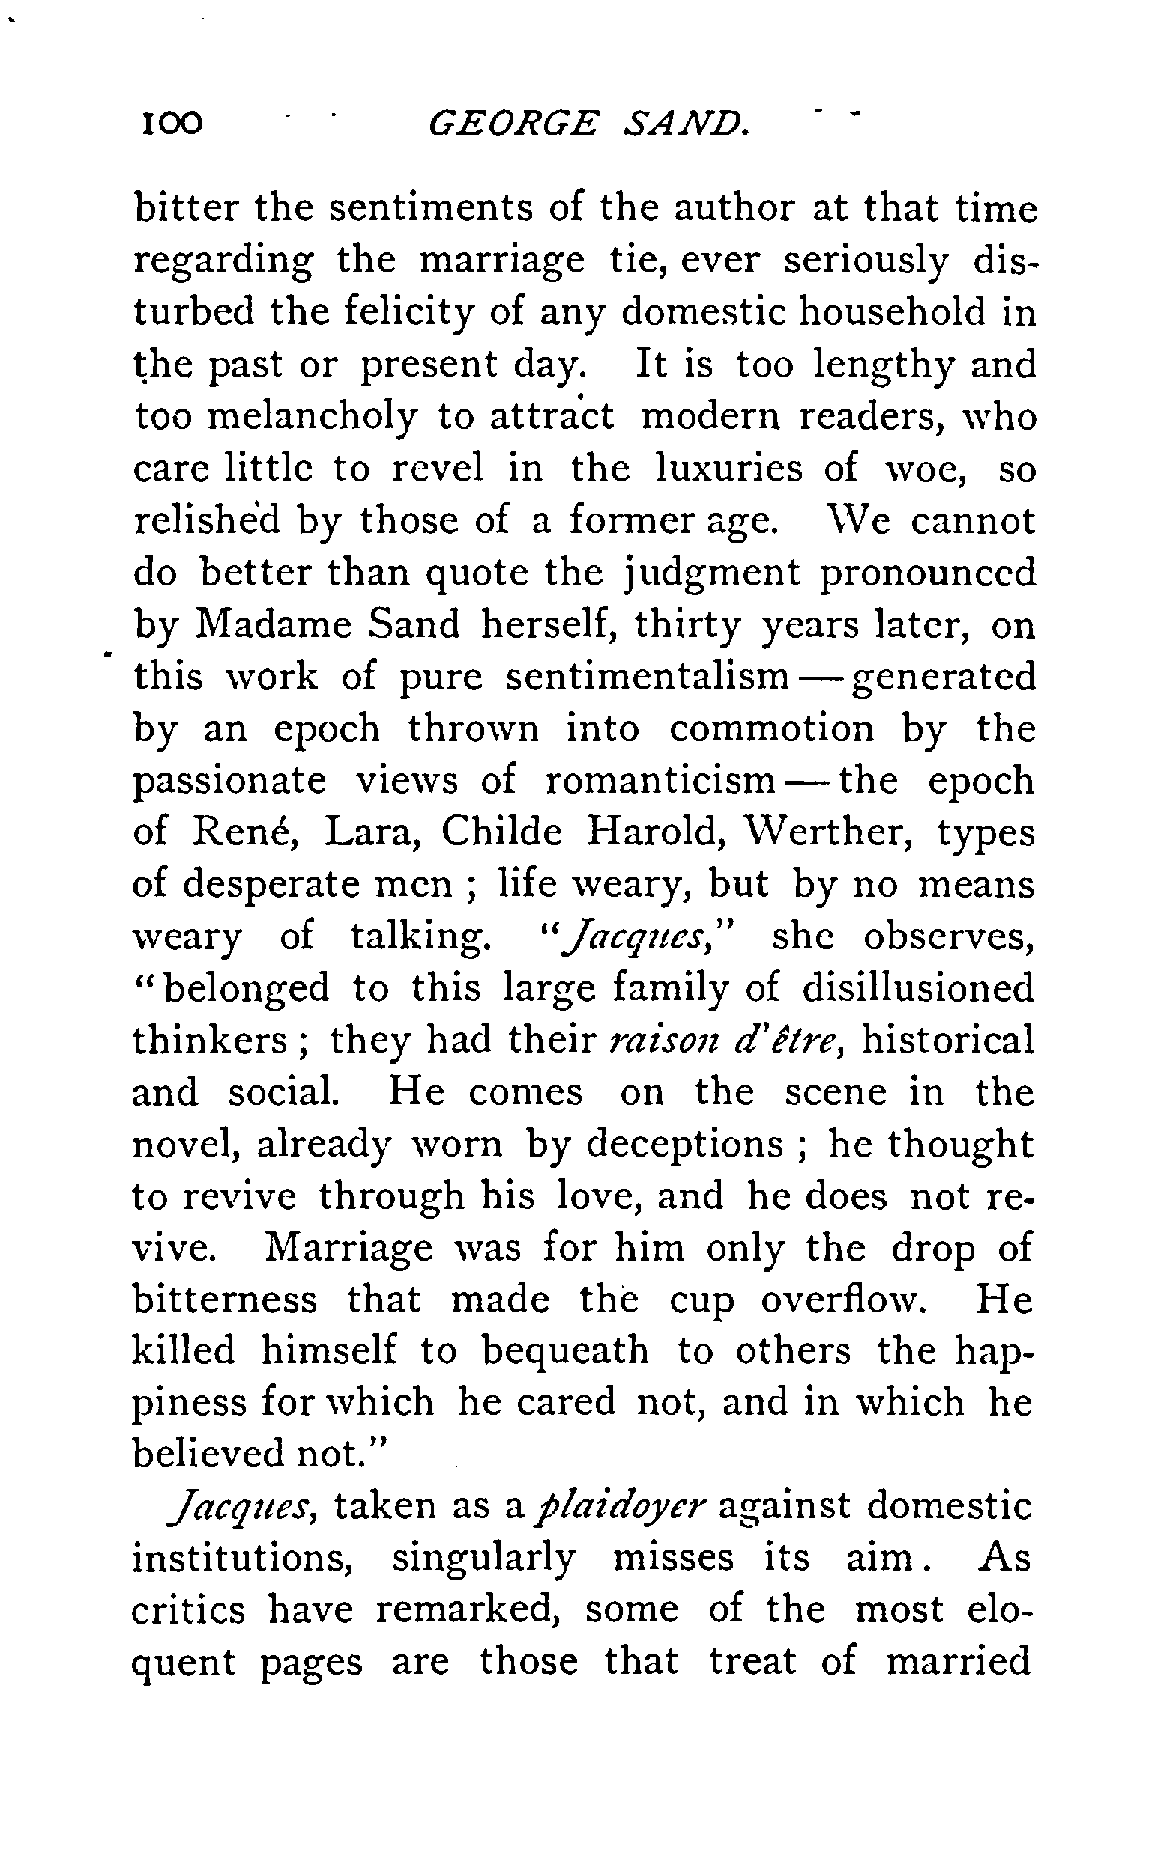 100 GEORGE SAND.
bitter the sentiments of the author at that time
regarding the marriage tie, ever seriously dis-
turbed the felicity of any domestic household in
the past or present day. It is too lengthy and
too melancholy to attract modern readers, who
care little to revel in the luxuries of woe, so
relished by those of a former age. We cannot
do better than quote the judgment pronounced
by Madame Sand herself, thirty years later, on
this work of pure sentimentalism — generated
by an epoch thrown into commotion by the
passionate views of romanticism — the epoch
of René, Lara, Childe Harold, Werther, types
of desperate men ; life weary, but by no means
weary of talking. "Jacques," she observes,
"belonged to this large family of disillusioned
thinkers ; they had their raison d'être, historical
and social. He comes on the scene in the
novel, already worn by deceptions ; he thought
to revive through his love, and he does not re-
vive. Marriage was for him only the drop of
bitterness that made the cup overflow. He
killed himself to bequeath to others the hap-
piness for which he cared not, and in which he
believed not."
Jacques, taken as a plaidoyer against domestic
institutions, singularly misses its aim. As
critics have remarked, some of the most elo-
quent pages are those that treat of married